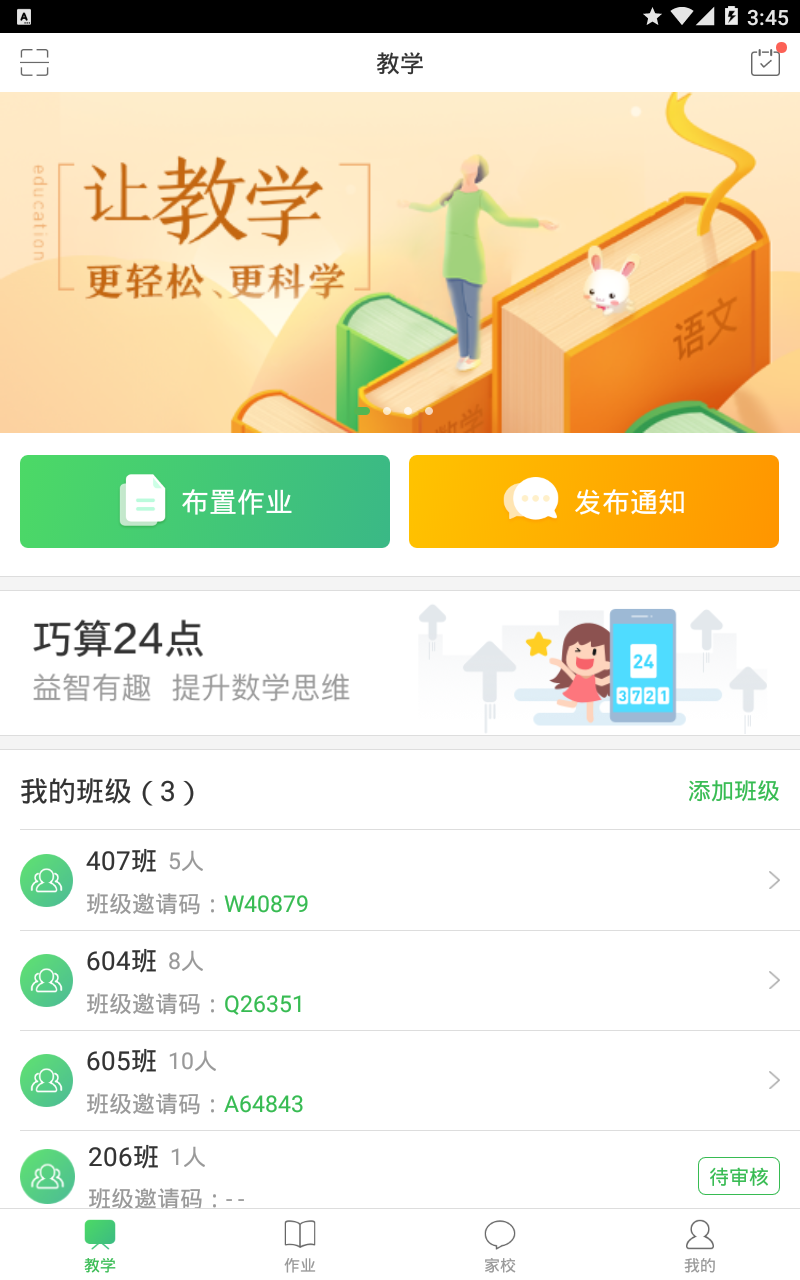 3:45
教学
education
让教学
更轻松、更科学
语文
数学
布置作业
发布通知
巧算24点
益智有趣 提升数学思维
24
3 7 2 1
我的班级（3）
添加班级
407班 5人
班级邀请码：W40879
604班 8人
班级邀请码：Q26351
605班 10人
班级邀请码：A64843
206班 1人
待审核
班级邀请码：--
教学
作业
家校
我的